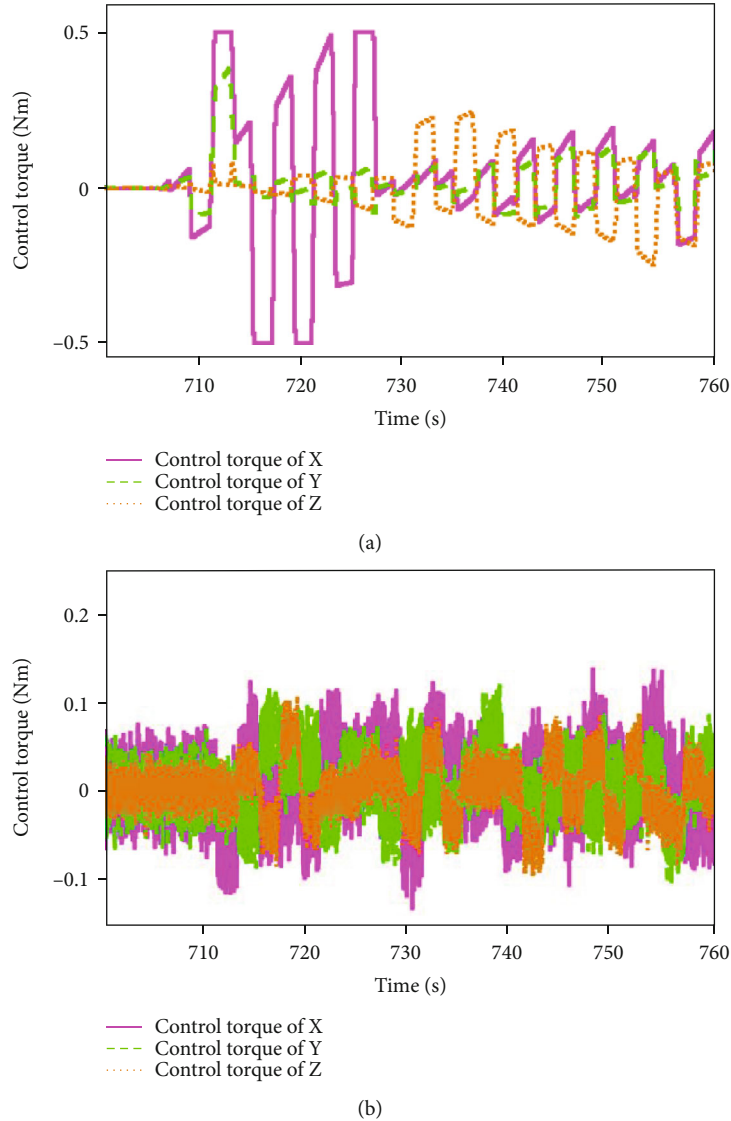 0.5
0
−0.5
Control torque (Nm)
710 720 730 740 750 760
Time (s)
Control torque of X
Control torque of Y
Control torque of Z
(a)
0.2
0.1
0
−0.1
Control torque (Nm)
710 720 730 740 750 760
Time (s)
Control torque of X
Control torque of Y
Control torque of Z
(b)